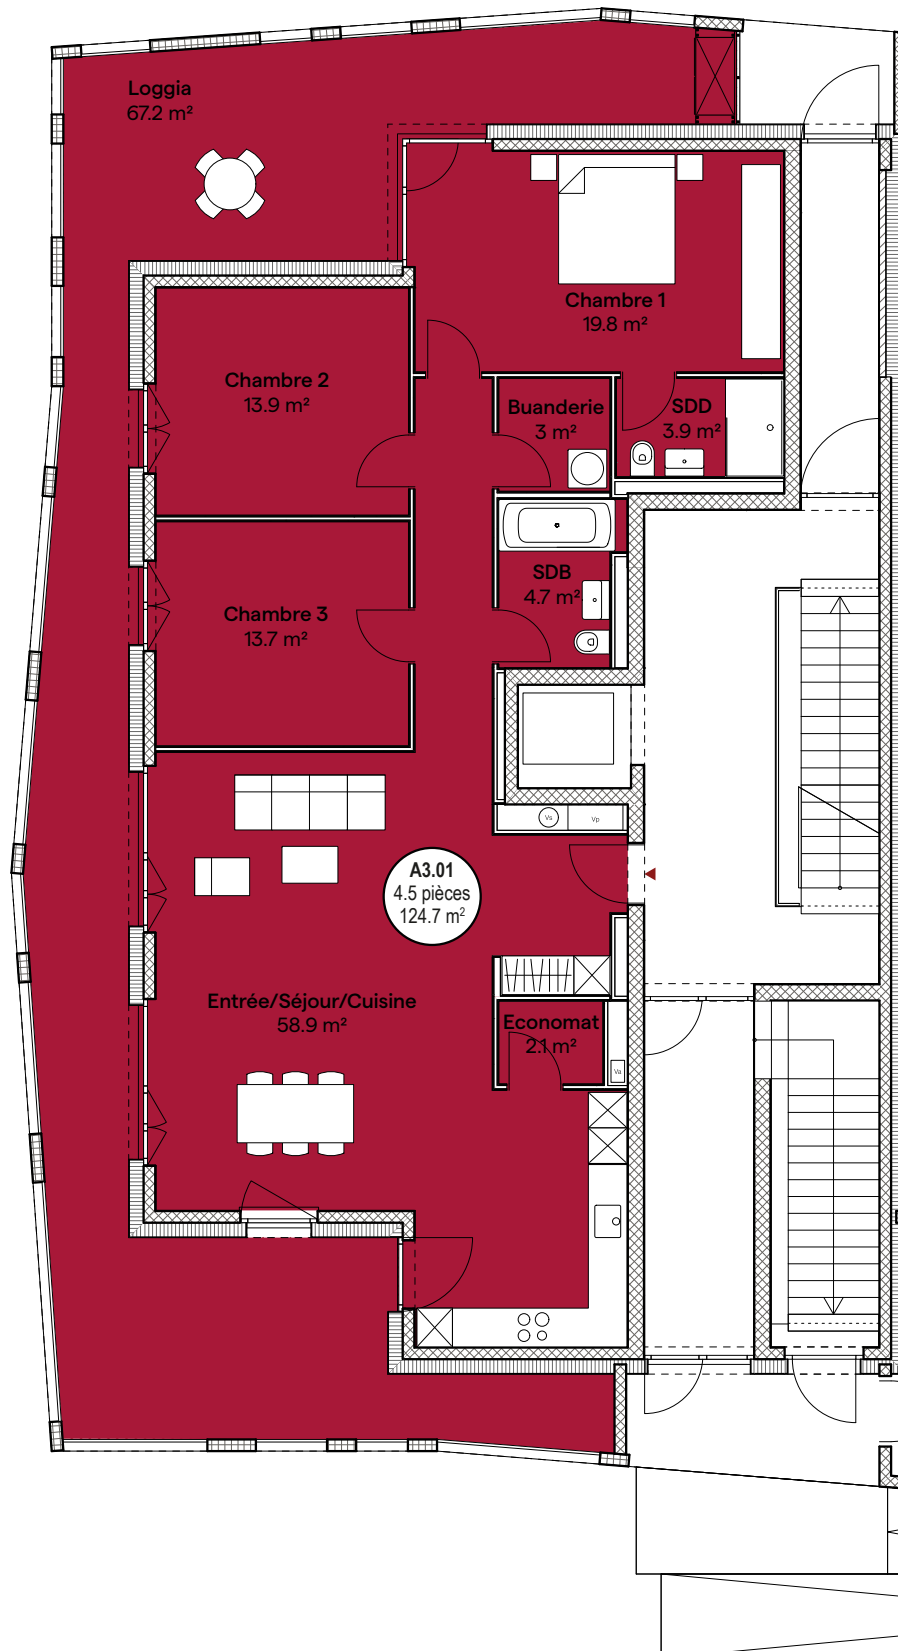 Loggia
67.2 m²
Chambre 1
19.8 m²
Chambre 2
13.9 m²
Buanderie
3 m²
SDD
3.9 m²
SDB
4.7 m²
Chambre 3
13.7 m²
Vs
Vp
A3.01
4.5 pièces
124.7 m²
Entrée/Séjour/Cuisine
58.9 m²
Economat
2.1 m²
Va